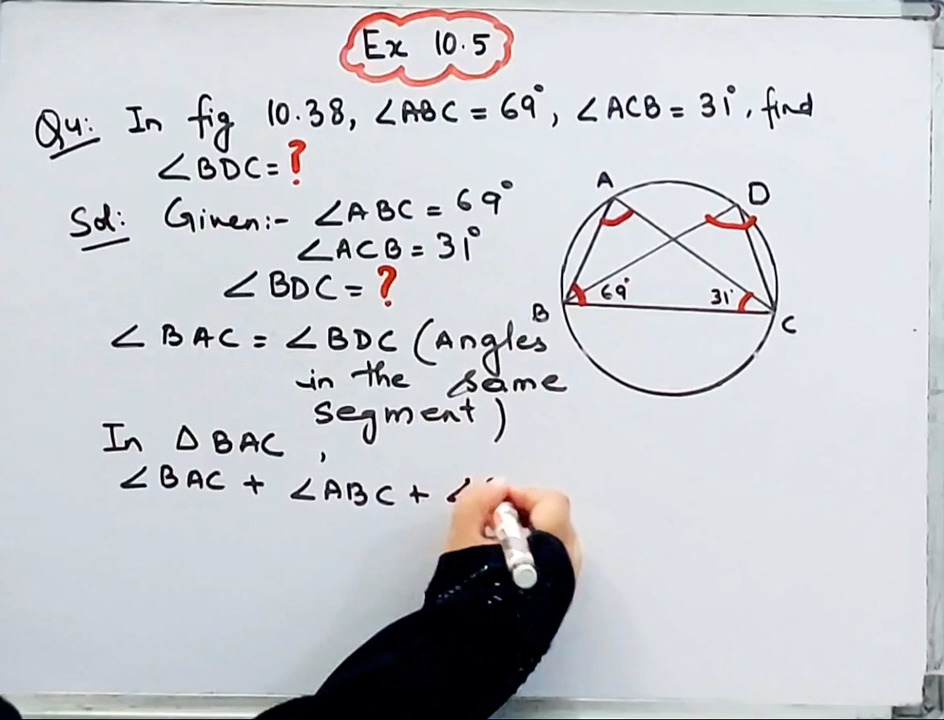 Ex 10.5
Q4: In fig 10.38, ∠ABC = 69°, ∠ACB = 31°, find
∠BDC = ?
Sol: Given:- ∠ABC = 69°
∠ACB = 31°
∠BDC = ?
∠BAC = ∠BDC (Angles
in the same
segment)
In △BAC,
∠BAC + ∠ABC + ∠
A
D
69°
31°
B
C